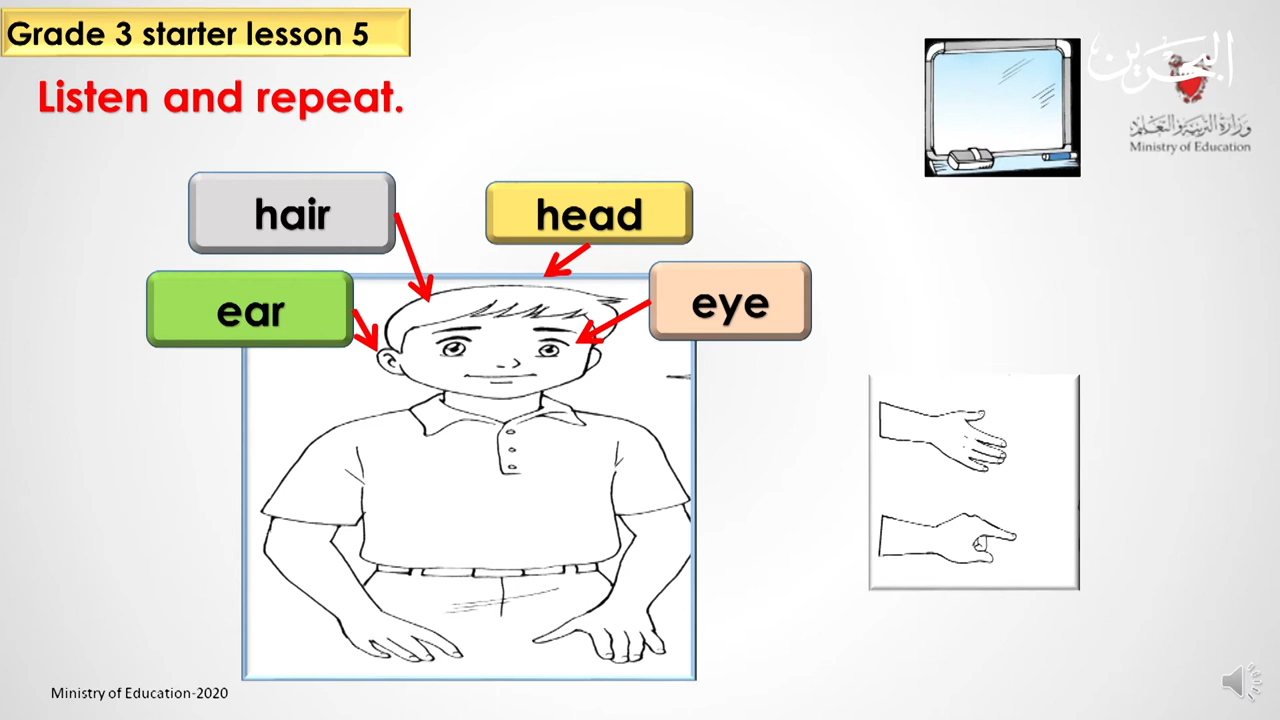 Grade 3 starter lesson 5
البحرين
Listen and repeat.
وزارة التربية والتعليم
Ministry of Education
hair
head
ear
eye
Ministry of Education-2020